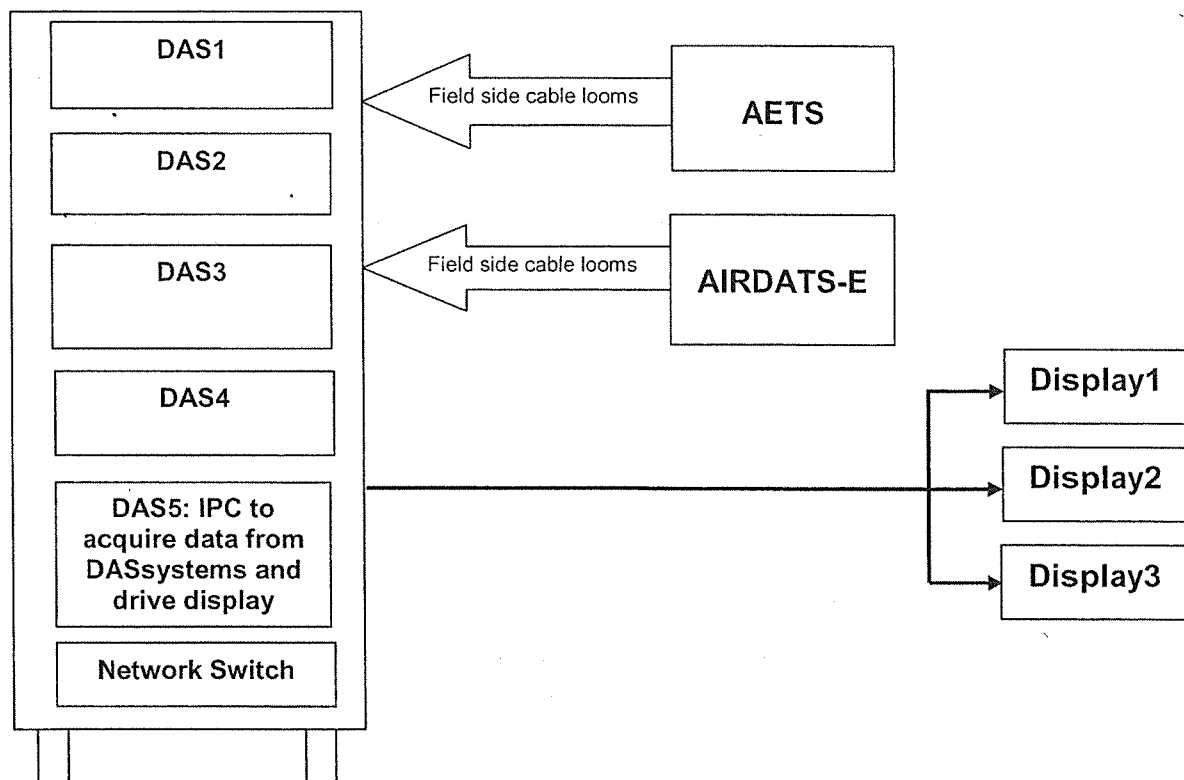 DAS1
DAS2
DAS3
DAS4
DAS5: IPC to
acquire data from
DASsystems and
drive display
Network Switch
Field side cable looms
AETS
Field side cable looms
AIRDATS-E
Display1
Display2
Display3